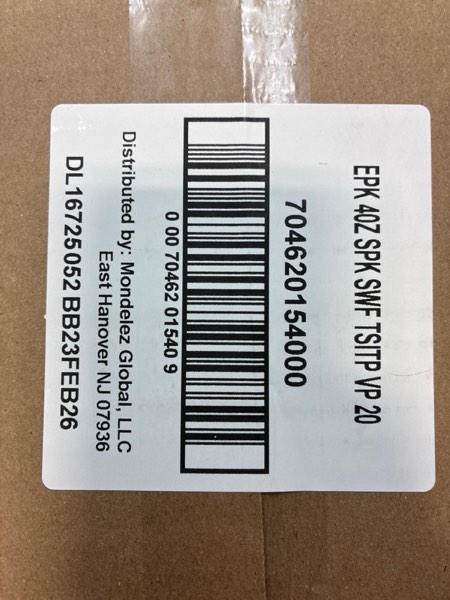 EPK 4OZ SPK SWF TSITP VP 20
704620154000
0 00 70462 01540 9
Distributed by: Mondelez Global, LLC
East Hanover NJ 07936
DL16725052 BB23FEB26